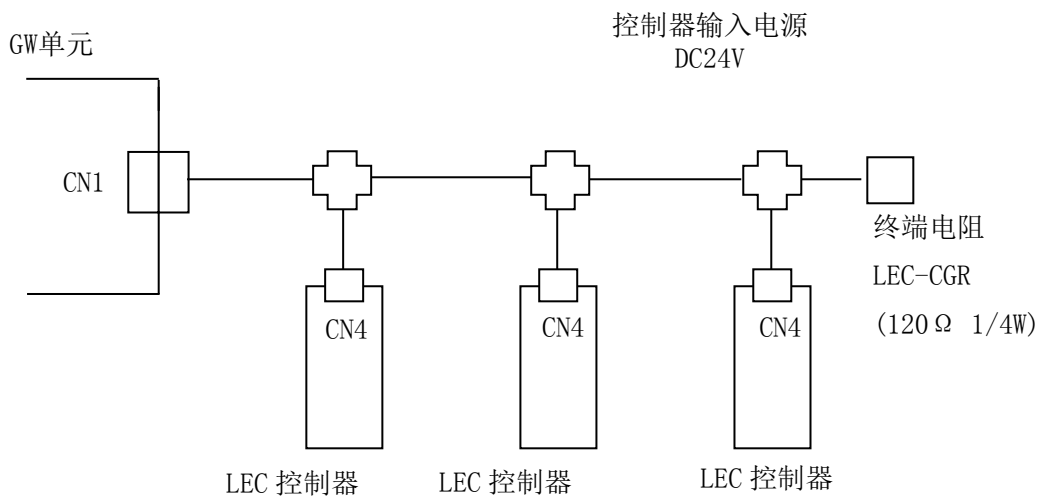 控制器输入电源
DC24V
GW单元
CN1
终端电阻
LEC-CGR
(120Ω 1/4W)
CN4
CN4
CN4
LEC 控制器
LEC 控制器
LEC 控制器